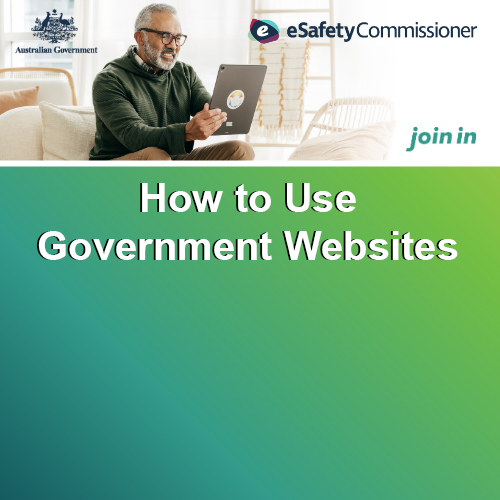 Australian Government
e eSafetyCommissioner
join in
How to Use
Government Websites